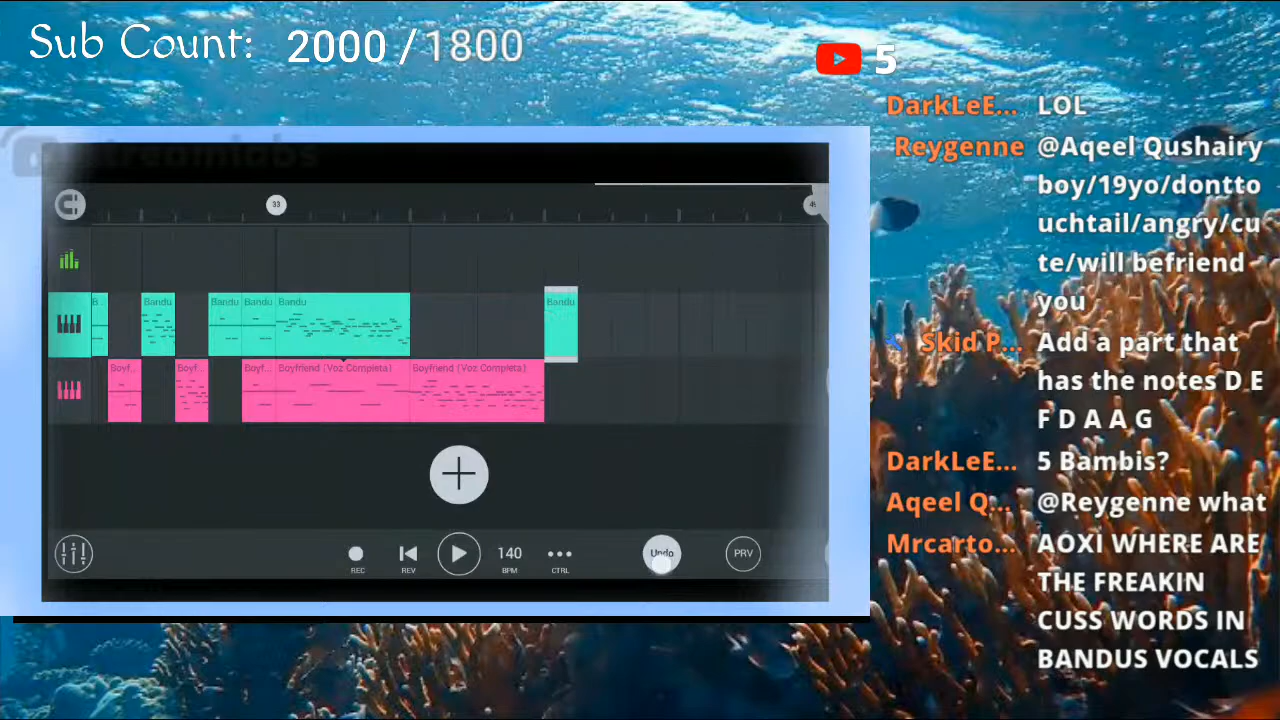 Sub Count: 2000 / 1800
5
DarkLeE... LOL
Reygenne @Aqeel Qushairy
boy/19yo/dontto
uchtail/angry/cu
te/will befriend
you
Skid P... Add a part that
has the notes D E
F D A A G
DarkLeE... 5 Bambis?
Aqeel Q... @Reygenne what
Mrcarto... AOXI WHERE ARE
THE FREAKIN
CUSS WORDS IN
BANDUS VOCALS
33
B... Bandu Bandu Bandu Bandu Bandu
Boyf... Boyf... Boyf... Boyfriend (Voz Completa) Boyfriend (Voz Completa)
140 Undo PRV
REC REV BPM CTRL